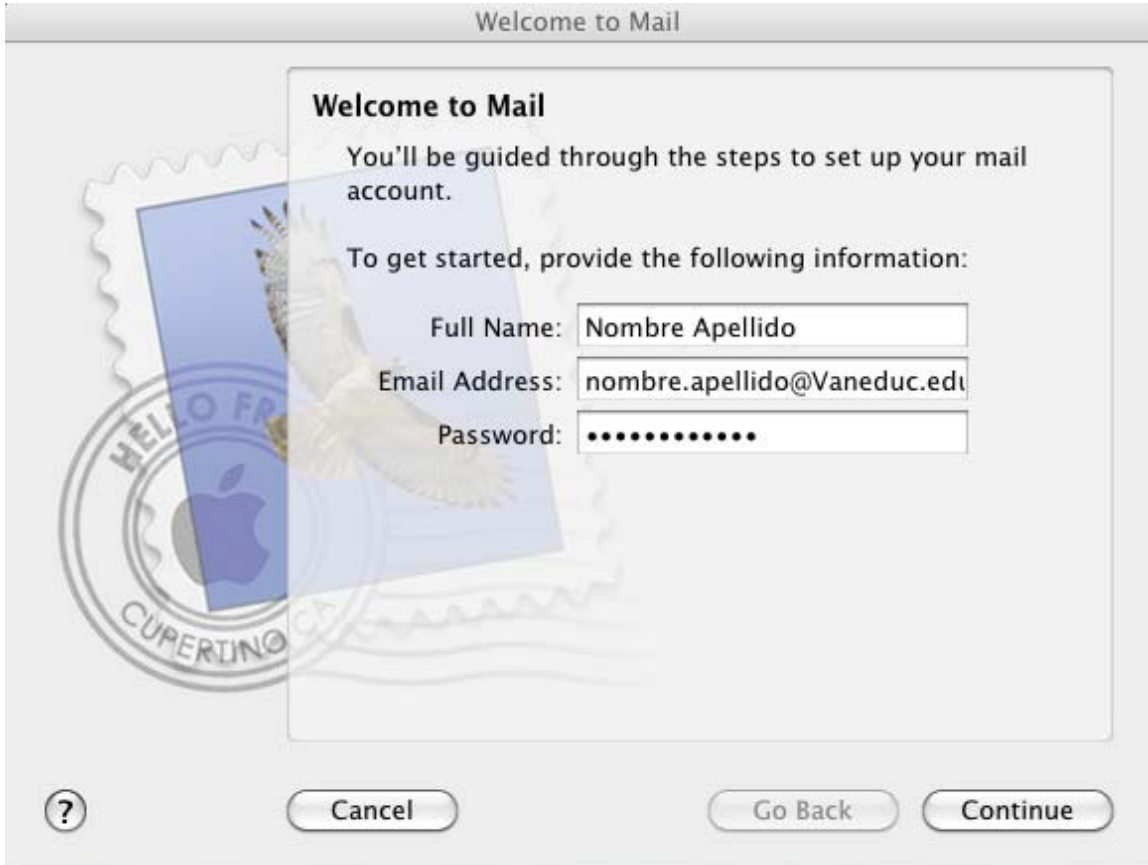 Welcome to Mail
Welcome to Mail
You'll be guided through the steps to set up your mail
account.
To get started, provide the following information:
Full Name: Nombre Apellido
Email Address: nombre.apellido@Vaneduc.edu
Password: ••••••••••••
HELLO FR
CUPERTINO CA
? Cancel Go Back Continue